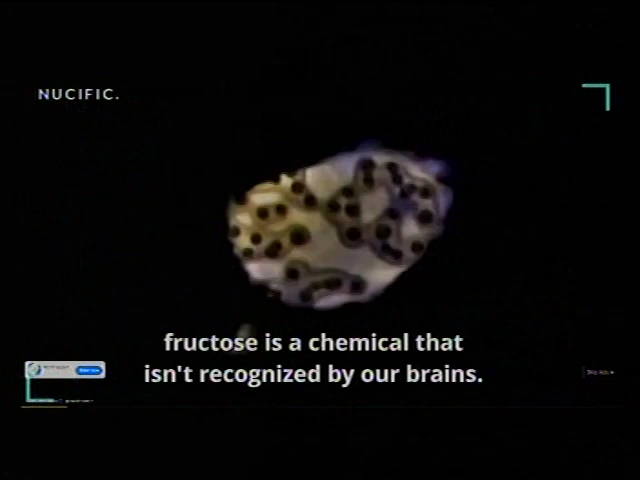 NUCIFIC.
fructose is a chemical that
isn't recognized by our brains.